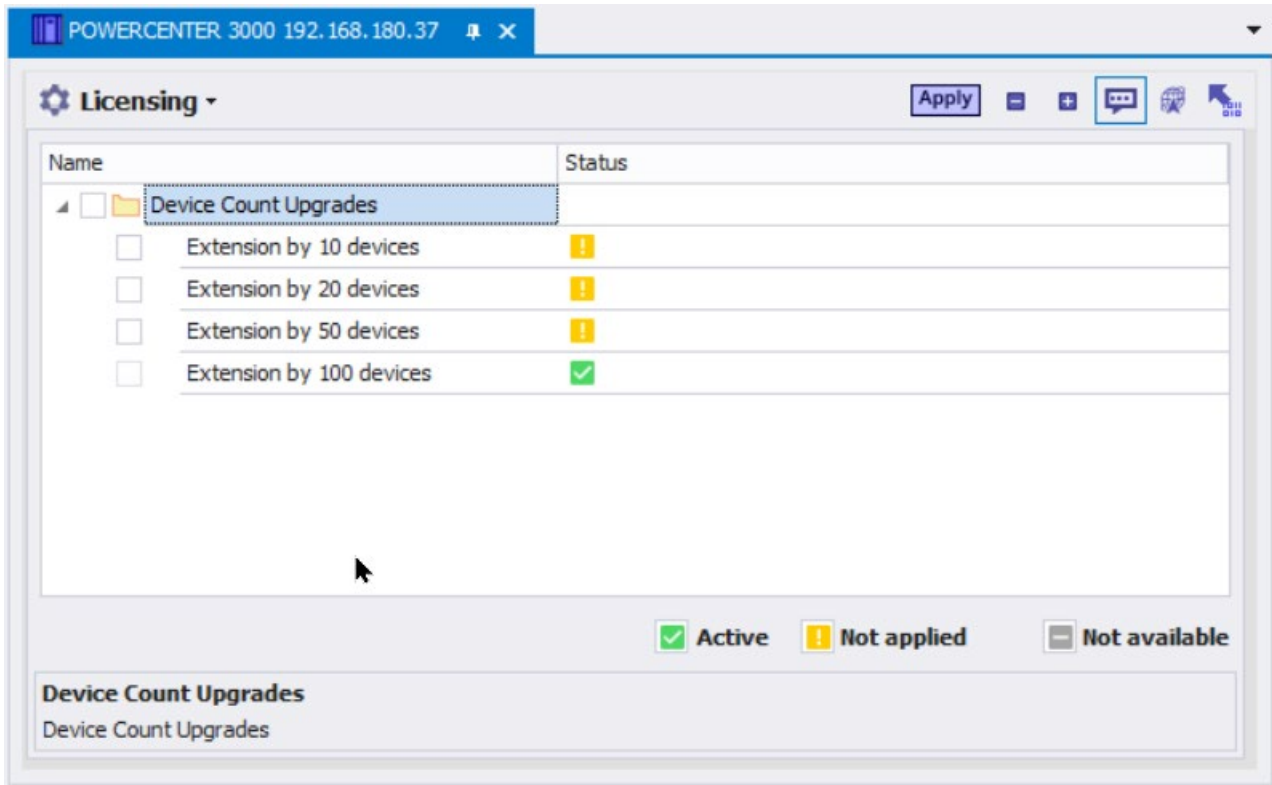 POWERCENTER 3000 192.168.180.37
Licensing
Apply
Name Status
Device Count Upgrades
Extension by 10 devices
Extension by 20 devices
Extension by 50 devices
Extension by 100 devices
Active Not applied Not available
Device Count Upgrades
Device Count Upgrades